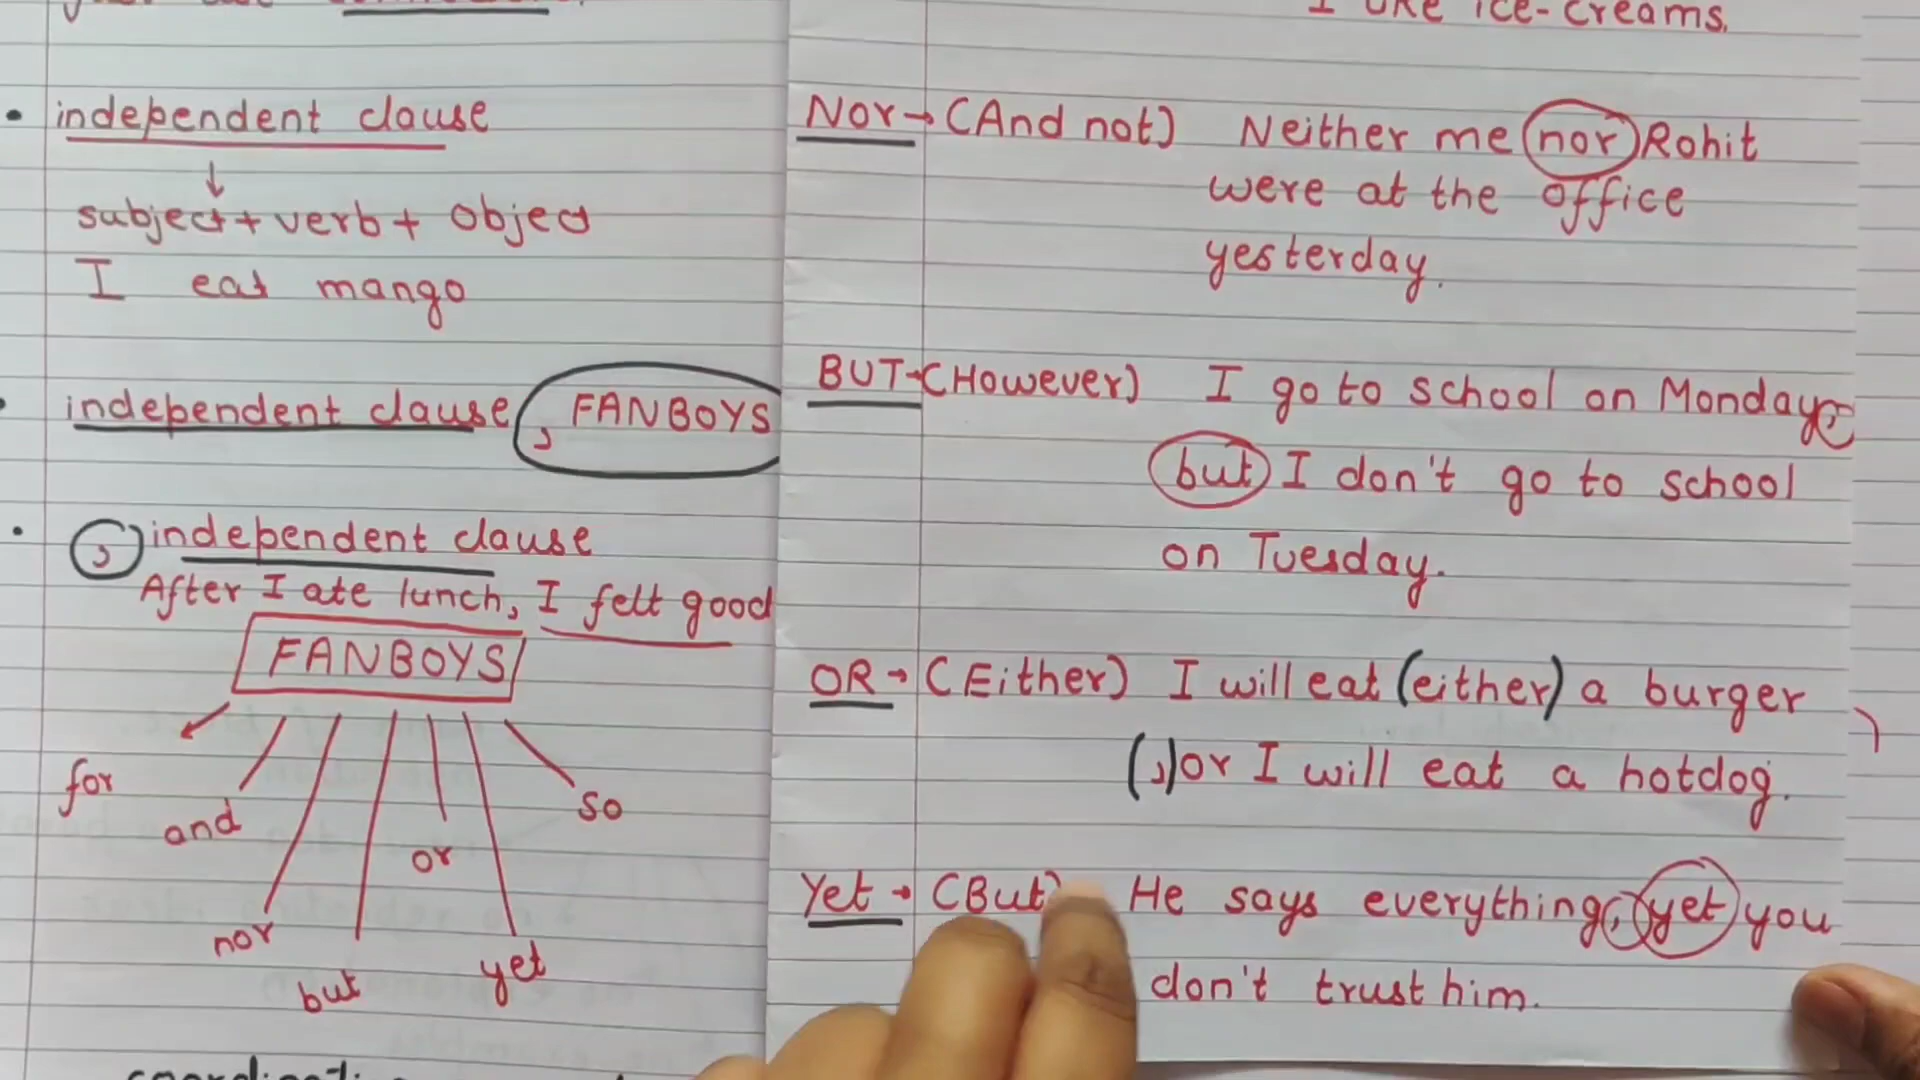 • independent clause
↓
subject + verb + object
I eat mango
• independent clause, FANBOYS
• , independent clause
After I ate lunch, I felt good
FANBOYS
for
and
nor
but
or
yet
so
I like ice-creams.
Nor → (And not) Neither me nor Rohit
were at the office
yesterday.
BUT → (However) I go to school on Monday,
but I don't go to school
on Tuesday.
OR → (Either) I will eat (either) a burger
(,) or I will eat a hotdog.
Yet → (But) He says everything, yet you
don't trust him.